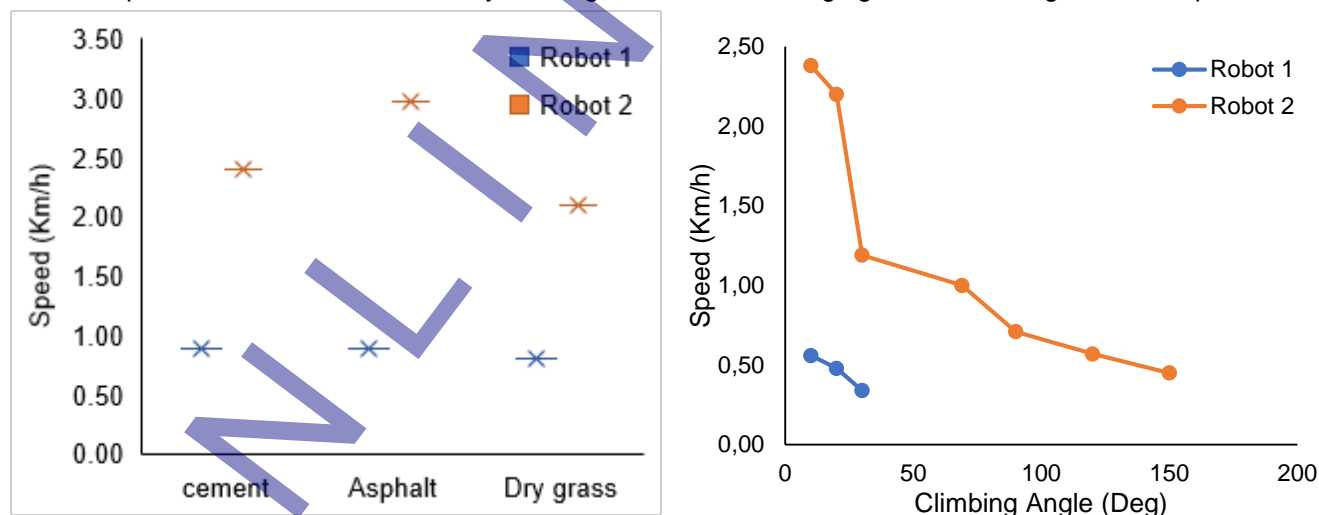 3.50
3.00
2.50
2.00
1.50
1.00
0.50
0.00
Speed (Km/h)
cement Asphalt Dry grass
Robot 1
Robot 2
2,50
2,00
1,50
1,00
0,50
0,00
Speed (Km/h)
0 50 100 150 200
Climbing Angle (Deg)
Robot 1
Robot 2